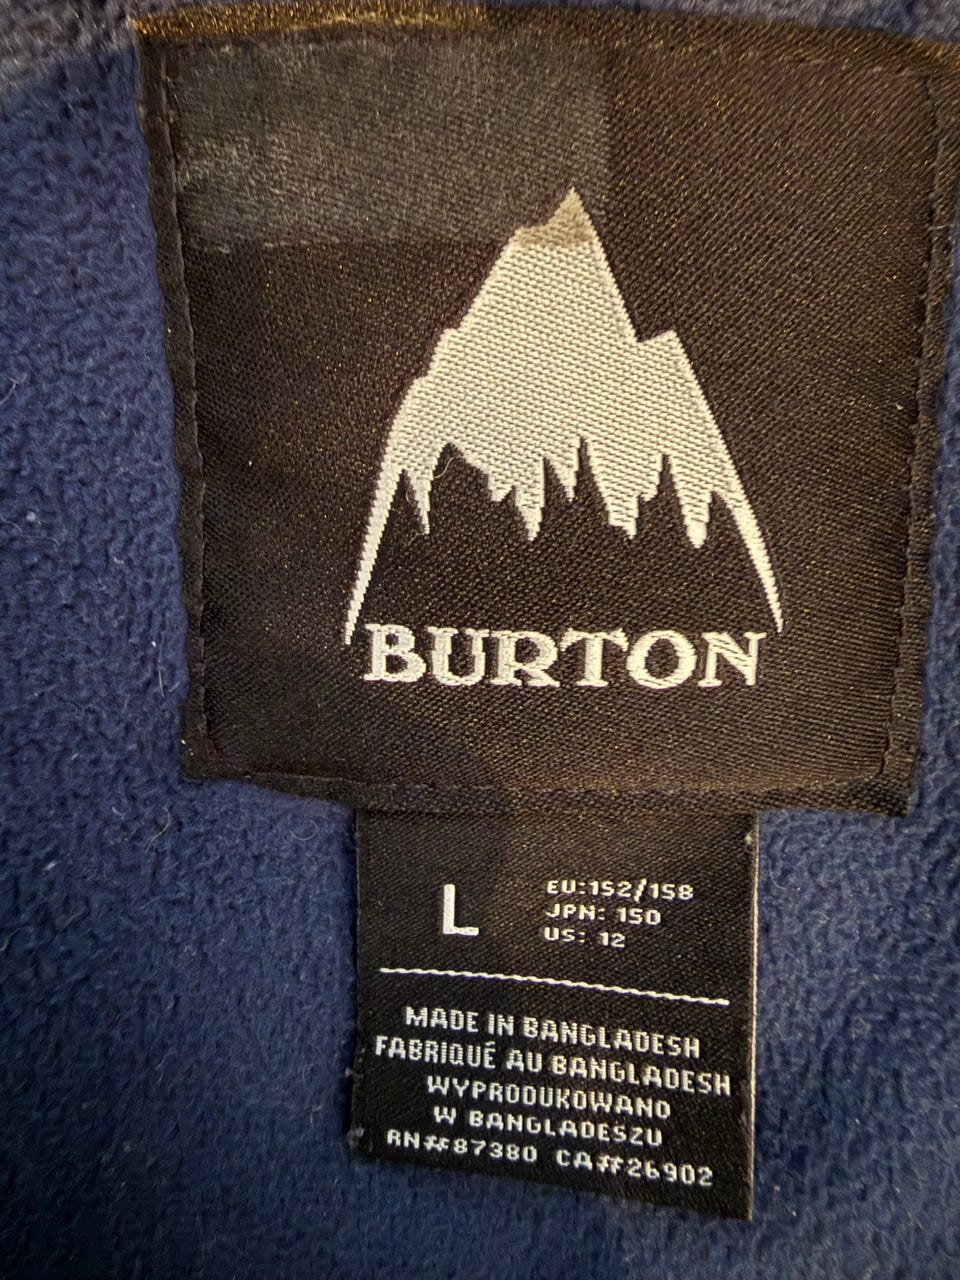 BURTON
L
EU:152/158
JPN: 150
US: 12
MADE IN BANGLADESH
FABRIQUÉ AU BANGLADESH
WYPRODUKOWANO
W BANGLADESZU
RN#87380 CA#26902